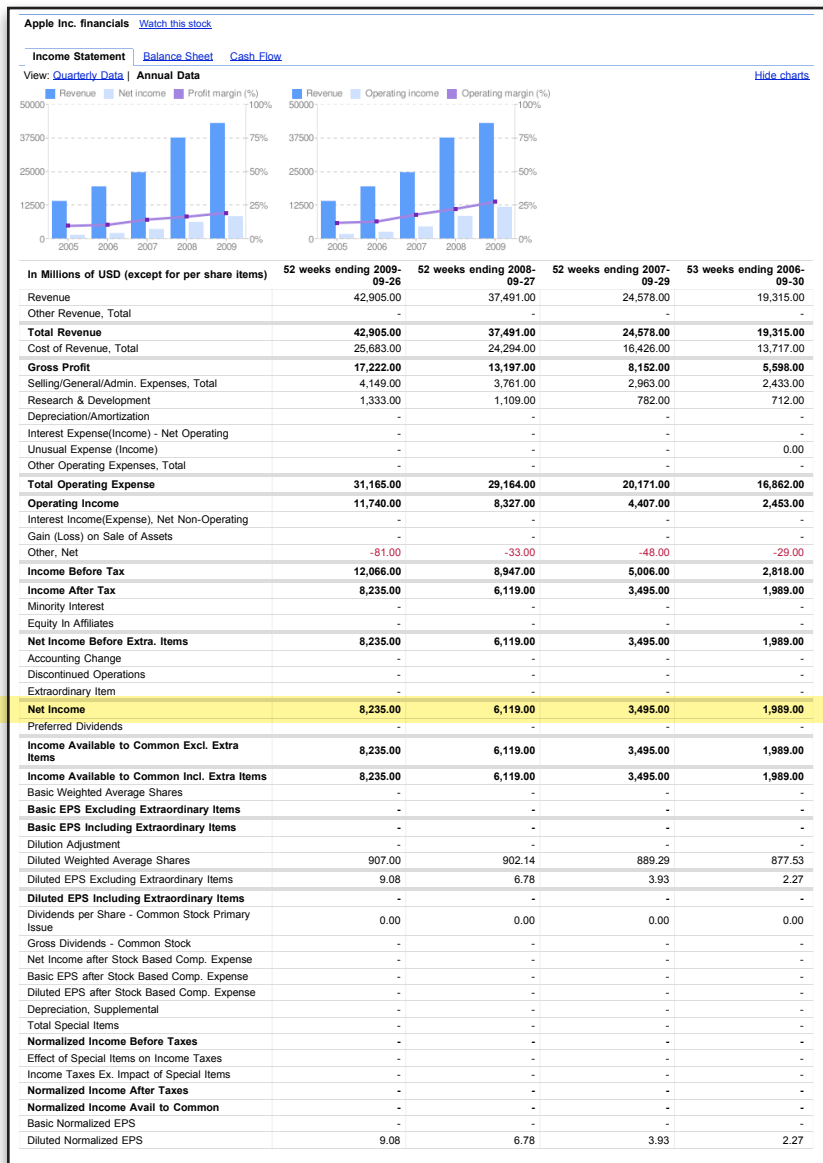 Apple Inc. financials Watch this stock
Income Statement Balance Sheet Cash Flow
View: Quarterly Data | Annual Data Hide charts
Revenue Net income Profit margin (%)
50000 100%
37500 75%
25000 50%
12500 25%
0 0%
2005 2006 2007 2008 2009
Revenue Operating income Operating margin (%)
50000 100%
37500 75%
25000 50%
12500 25%
0 0%
2005 2006 2007 2008 2009
In Millions of USD (except for per share items) 52 weeks ending 2009-09-26 52 weeks ending 2008-09-27 52 weeks ending 2007-09-29 53 weeks ending 2006-09-30
Revenue 42,905.00 37,491.00 24,578.00 19,315.00
Other Revenue, Total - - - -
Total Revenue 42,905.00 37,491.00 24,578.00 19,315.00
Cost of Revenue, Total 25,683.00 24,294.00 16,426.00 13,717.00
Gross Profit 17,222.00 13,197.00 8,152.00 5,598.00
Selling/General/Admin. Expenses, Total 4,149.00 3,761.00 2,963.00 2,433.00
Research & Development 1,333.00 1,109.00 782.00 712.00
Depreciation/Amortization - - - -
Interest Expense(Income) - Net Operating - - - -
Unusual Expense (Income) - - - 0.00
Other Operating Expenses, Total - - - -
Total Operating Expense 31,165.00 29,164.00 20,171.00 16,862.00
Operating Income 11,740.00 8,327.00 4,407.00 2,453.00
Interest Income(Expense), Net Non-Operating - - - -
Gain (Loss) on Sale of Assets - - - -
Other, Net -81.00 -33.00 -48.00 -29.00
Income Before Tax 12,066.00 8,947.00 5,006.00 2,818.00
Income After Tax 8,235.00 6,119.00 3,495.00 1,989.00
Minority Interest - - - -
Equity In Affiliates - - - -
Net Income Before Extra. Items 8,235.00 6,119.00 3,495.00 1,989.00
Accounting Change - - - -
Discontinued Operations - - - -
Extraordinary Item - - - -
Net Income 8,235.00 6,119.00 3,495.00 1,989.00
Preferred Dividends - - - -
Income Available to Common Excl. Extra
Items 8,235.00 6,119.00 3,495.00 1,989.00
Income Available to Common Incl. Extra Items 8,235.00 6,119.00 3,495.00 1,989.00
Basic Weighted Average Shares - - - -
Basic EPS Excluding Extraordinary Items - - - -
Basic EPS Including Extraordinary Items - - - -
Dilution Adjustment - - - -
Diluted Weighted Average Shares 907.00 902.14 889.29 877.53
Diluted EPS Excluding Extraordinary Items 9.08 6.78 3.93 2.27
Diluted EPS Including Extraordinary Items - - - -
Dividends per Share - Common Stock Primary
Issue 0.00 0.00 0.00 0.00
Gross Dividends - Common Stock - - - -
Net Income after Stock Based Comp. Expense - - - -
Basic EPS after Stock Based Comp. Expense - - - -
Diluted EPS after Stock Based Comp. Expense - - - -
Depreciation, Supplemental - - - -
Total Special Items - - - -
Normalized Income Before Taxes - - - -
Effect of Special Items on Income Taxes - - - -
Income Taxes Ex. Impact of Special Items - - - -
Normalized Income After Taxes - - - -
Normalized Income Avail to Common - - - -
Basic Normalized EPS - - - -
Diluted Normalized EPS 9.08 6.78 3.93 2.27